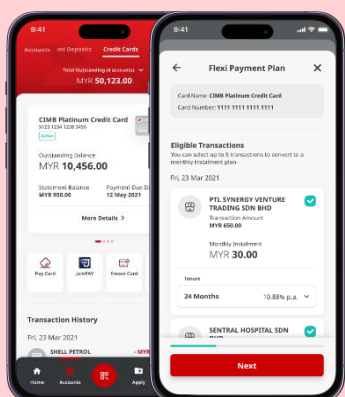 9:41
Accounts ed Deposits Credit Cards
Total Outstanding
MYR 50,123.00
CIMB Platinum Credit Card
5123 1234 1238 3456
Outstanding Balance
MYR 10,456.00
Statement Balance Payment Due D
MYR 950.00 12 May 2021
More Details
Pay Card JomPAY Freeze Card
Transaction History
Fri, 23 Mar 2021
SHELL PETROL -MYR
Home Accounts Apply
9:41
Flexi Payment Plan
Card Name: CIMB Platinum Credit Card
Card Number: 1111 1111 1111 1111
Eligible Transactions
You can select up to 5 transactions to convert to a
monthly instalment plan
Fri, 23 Mar 2021
PTL SYNERGY VENTURE
TRADING SDN BHD
Transaction Amount
MYR 650.00
Monthly Instalment
MYR 30.00
Tenure
24 Months 10.88% p.a.
SENTRAL HOSPITAL SDN
BHD
Next